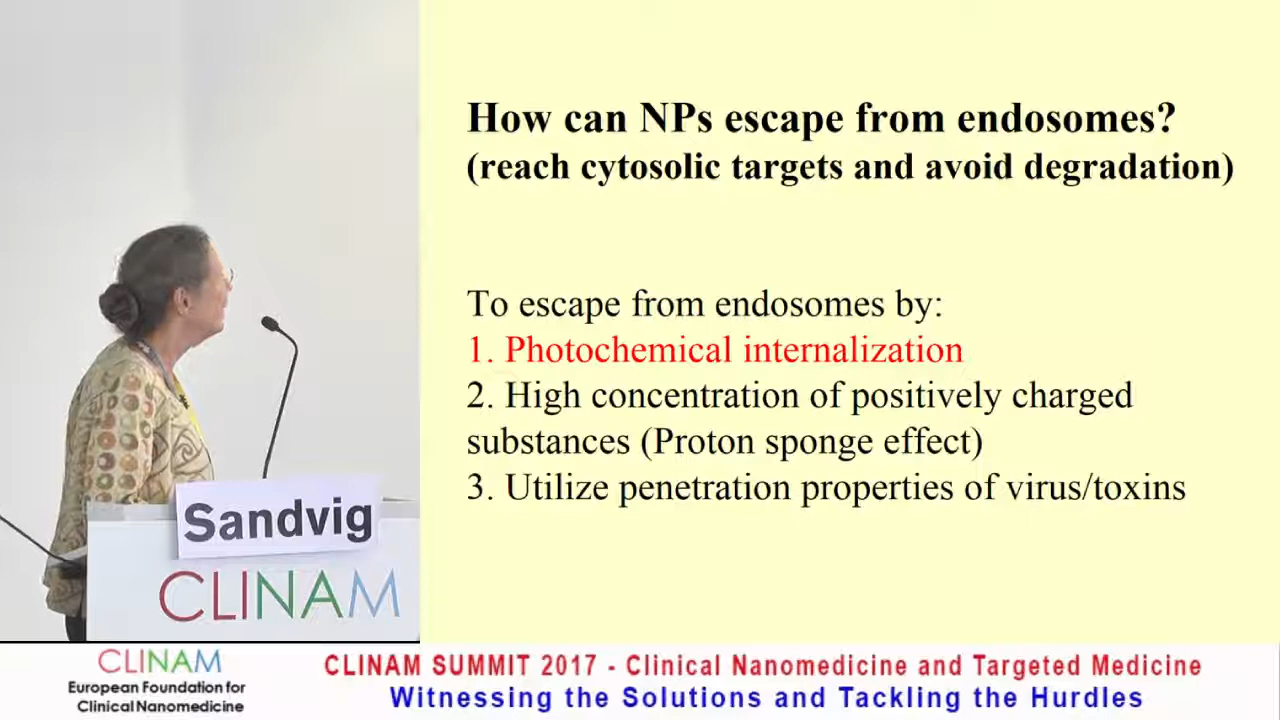 How can NPs escape from endosomes?
(reach cytosolic targets and avoid degradation)
To escape from endosomes by:
1. Photochemical internalization
2. High concentration of positively charged
substances (Proton sponge effect)
3. Utilize penetration properties of virus/toxins
Sandvig
CLINAM
CLINAM
European Foundation for
Clinical Nanomedicine
CLINAM SUMMIT 2017 - Clinical Nanomedicine and Targeted Medicine
Witnessing the Solutions and Tackling the Hurdles